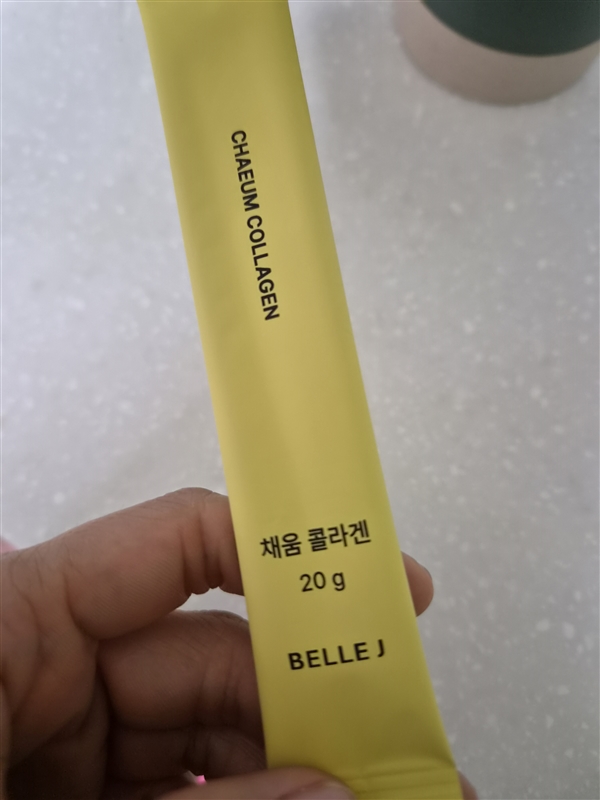 CHAEUM COLLAGEN
채움 콜라겐
20 g
BELLE J